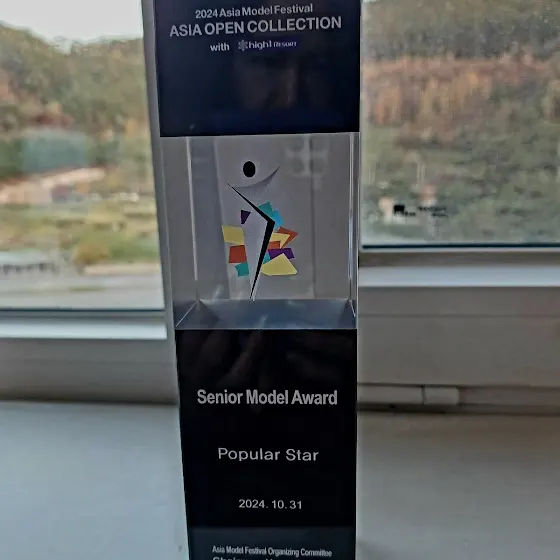 2024 Asia Model Festival
ASIA OPEN COLLECTION
with high1 RESORT
Senior Model Award
Popular Star
2024. 10. 31
Asia Model Festival Organizing Committee